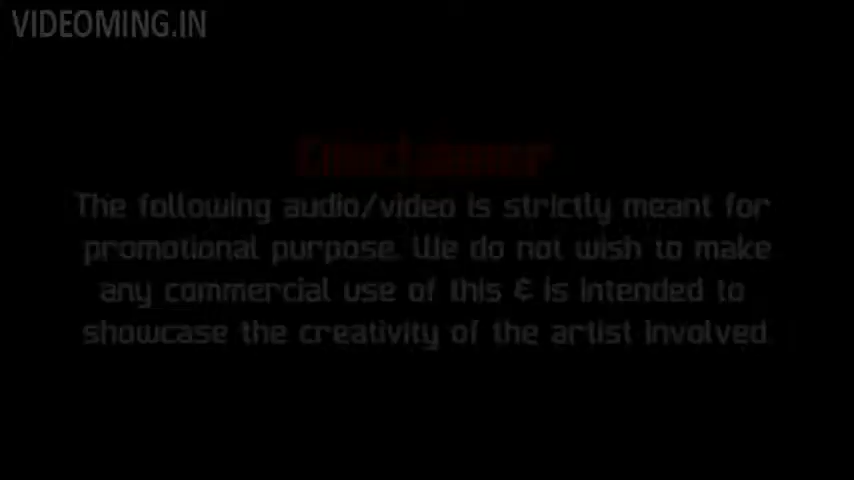 VIDEOMING.IN
The following audio/video is strictly meant for
promotional purpose. We do not wish to make
any commercial use of this & is intended to
showcase the creativity of the artist involved.